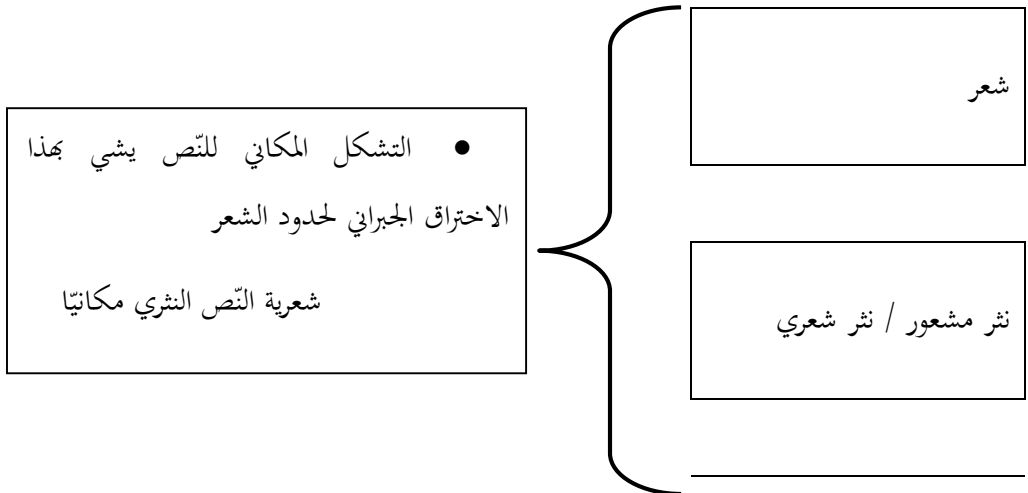 شعر
نثر مشعور / نثر شعري
● التشكل المكاني للنّص يشي بهذا
الاختراق الجبراني لحدود الشعر
شعرية النّص النثري مكانيّا